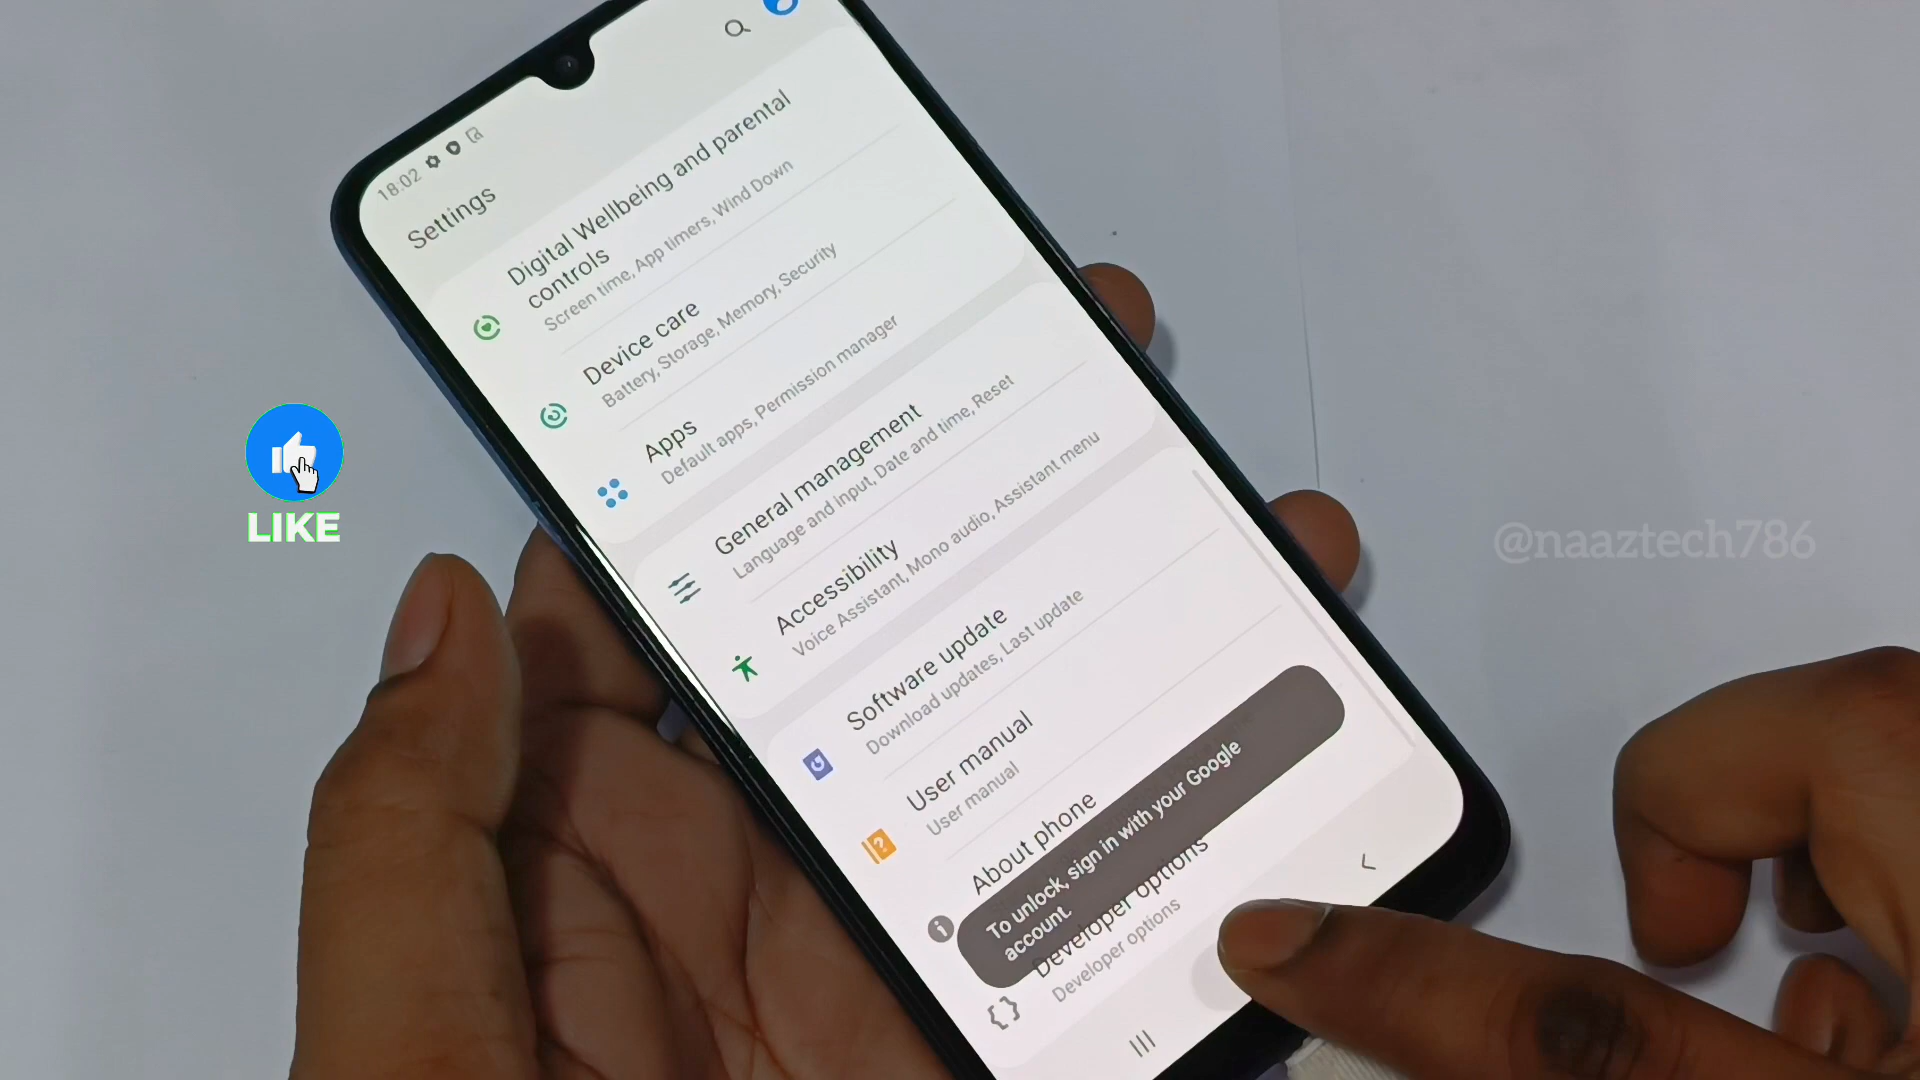 18:02
Settings
Digital Wellbeing and parental
controls
Screen time, App timers, Wind Down
Device care
Battery, Storage, Memory, Security
Apps
Default apps, Permission manager
General management
Language and input, Date and time, Reset
Accessibility
Voice Assistant, Mono audio, Assistant menu
Software update
Download updates, Last update
User manual
User manual
About phone
To unlock, sign in with your Google
account.
Developer options
Developer options
LIKE
@naaztech786